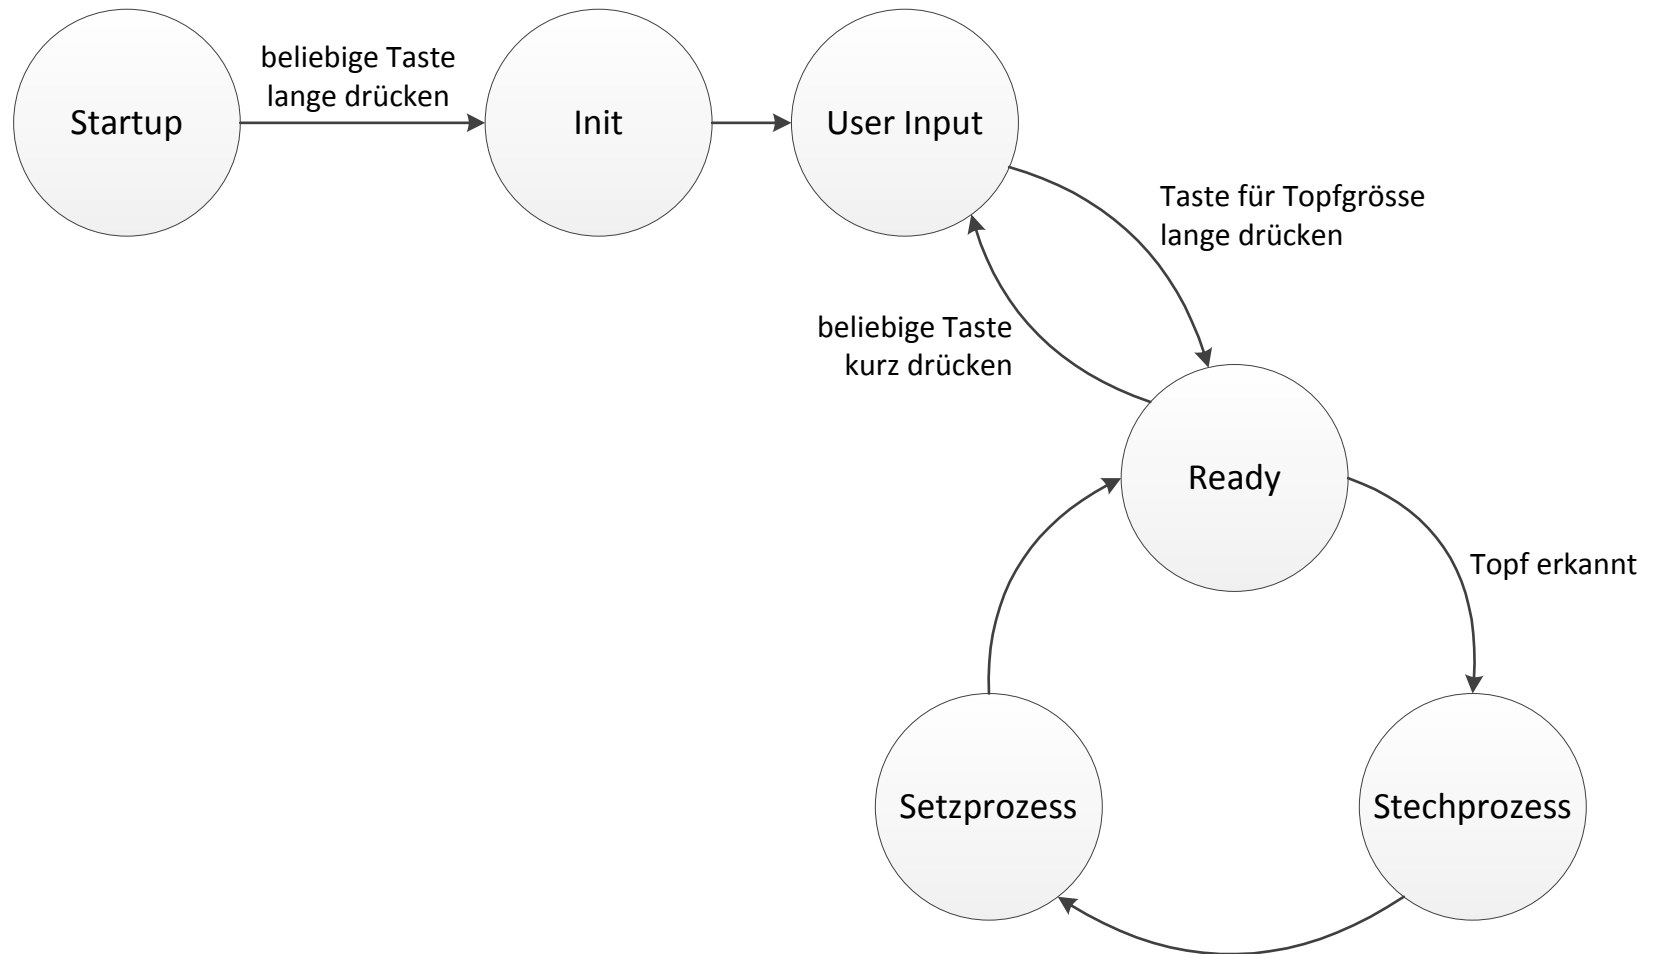 beliebige Taste
lange drücken
Startup
Init
User Input
Taste für Topfgrösse
lange drücken
beliebige Taste
kurz drücken
Ready
Topf erkannt
Setzprozess
Stechprozess